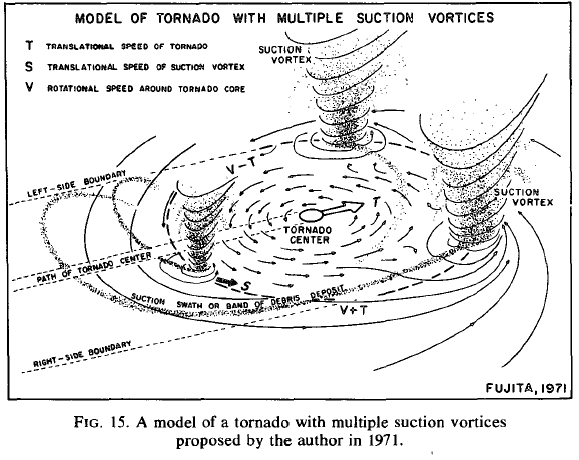 MODEL OF TORNADO WITH MULTIPLE SUCTION VORTICES
T TRANSLATIONAL SPEED OF TORNADO
S TRANSLATIONAL SPEED OF SUCTION VORTEX
V ROTATIONAL SPEED AROUND TORNADO CORE
SUCTION
VORTEX
LEFT-SIDE BOUNDARY
V-T
T
SUCTION
VORTEX
TORNADO
CENTER
PATH OF TORNADO CENTER
S
SUCTION SWATH OR BAND OF DEBRIS DEPOSIT
V+T
RIGHT-SIDE BOUNDARY
FUJITA, 1971
FIG. 15. A model of a tornado with multiple suction vortices
proposed by the author in 1971.